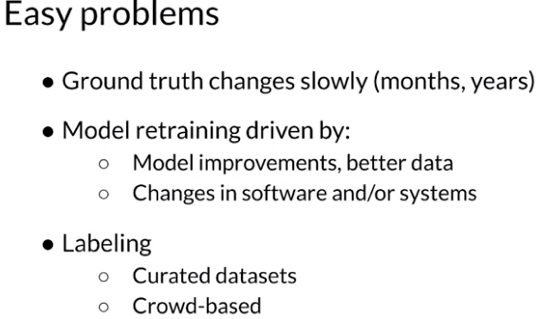 Easy problems
● Ground truth changes slowly (months, years)
● Model retraining driven by:
○ Model improvements, better data
○ Changes in software and/or systems
● Labeling
○ Curated datasets
○ Crowd-based